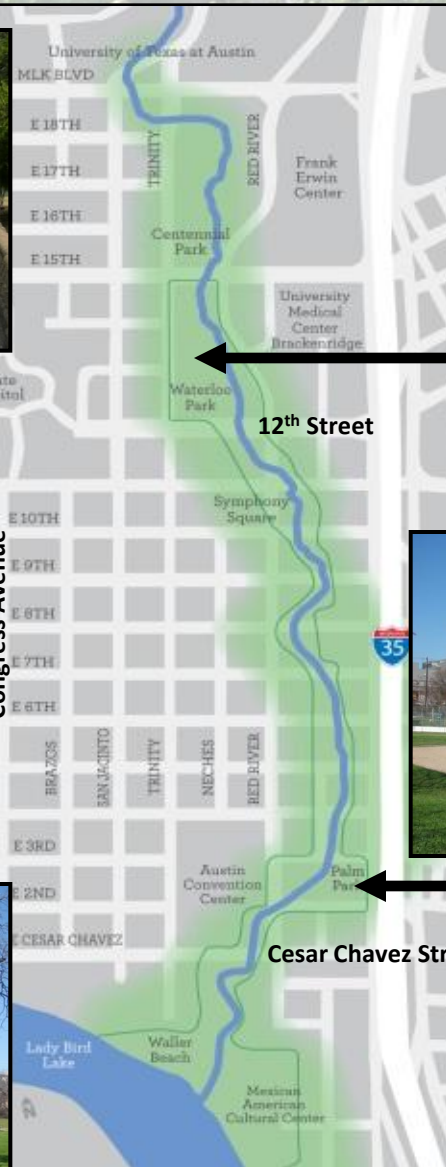 University of Texas at Austin
MLK BLVD
E 18TH
TRINITY
RED RIVER
E 17TH
Frank
Erwin
Center
E 16TH
Centennial
Park
E 15TH
University
Medical
Center
Brackenridge
Waterloo
Park
12th Street
Symphony
Square
E 10TH
Congress Avenue
E 9TH
E 8TH
35
E 7TH
E 6TH
BRAZOS
SAN JACINTO
TRINITY
NECHES
RED RIVER
E 3RD
Austin
Convention
Center
Palm
Park
E 2ND
E CESAR CHAVEZ
Cesar Chavez Str
Lady Bird
Lake
Waller
Beach
Mexican
American
Cultural Center